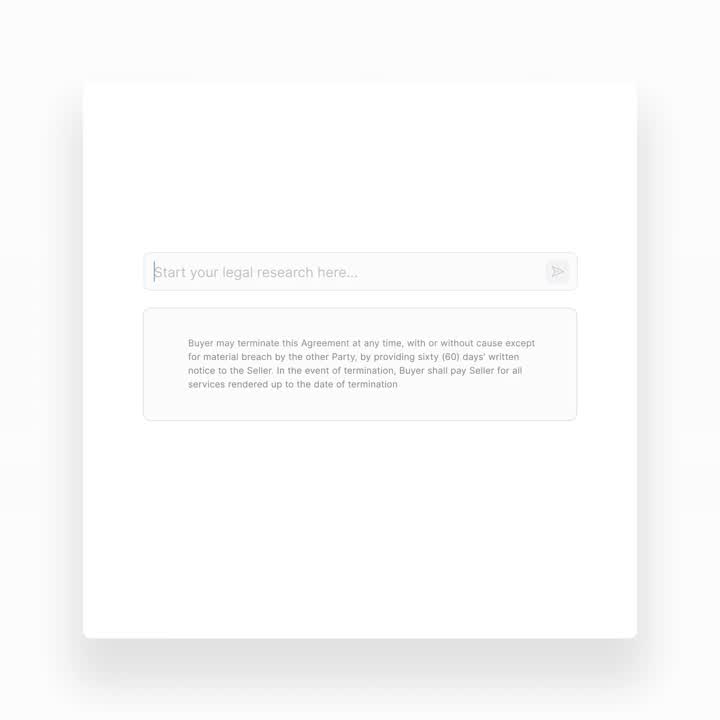 Start your legal research here...
Buyer may terminate this Agreement at any time, with or without cause except
for material breach by the other Party, by providing sixty (60) days' written
notice to the Seller. In the event of termination, Buyer shall pay Seller for all
services rendered up to the date of termination